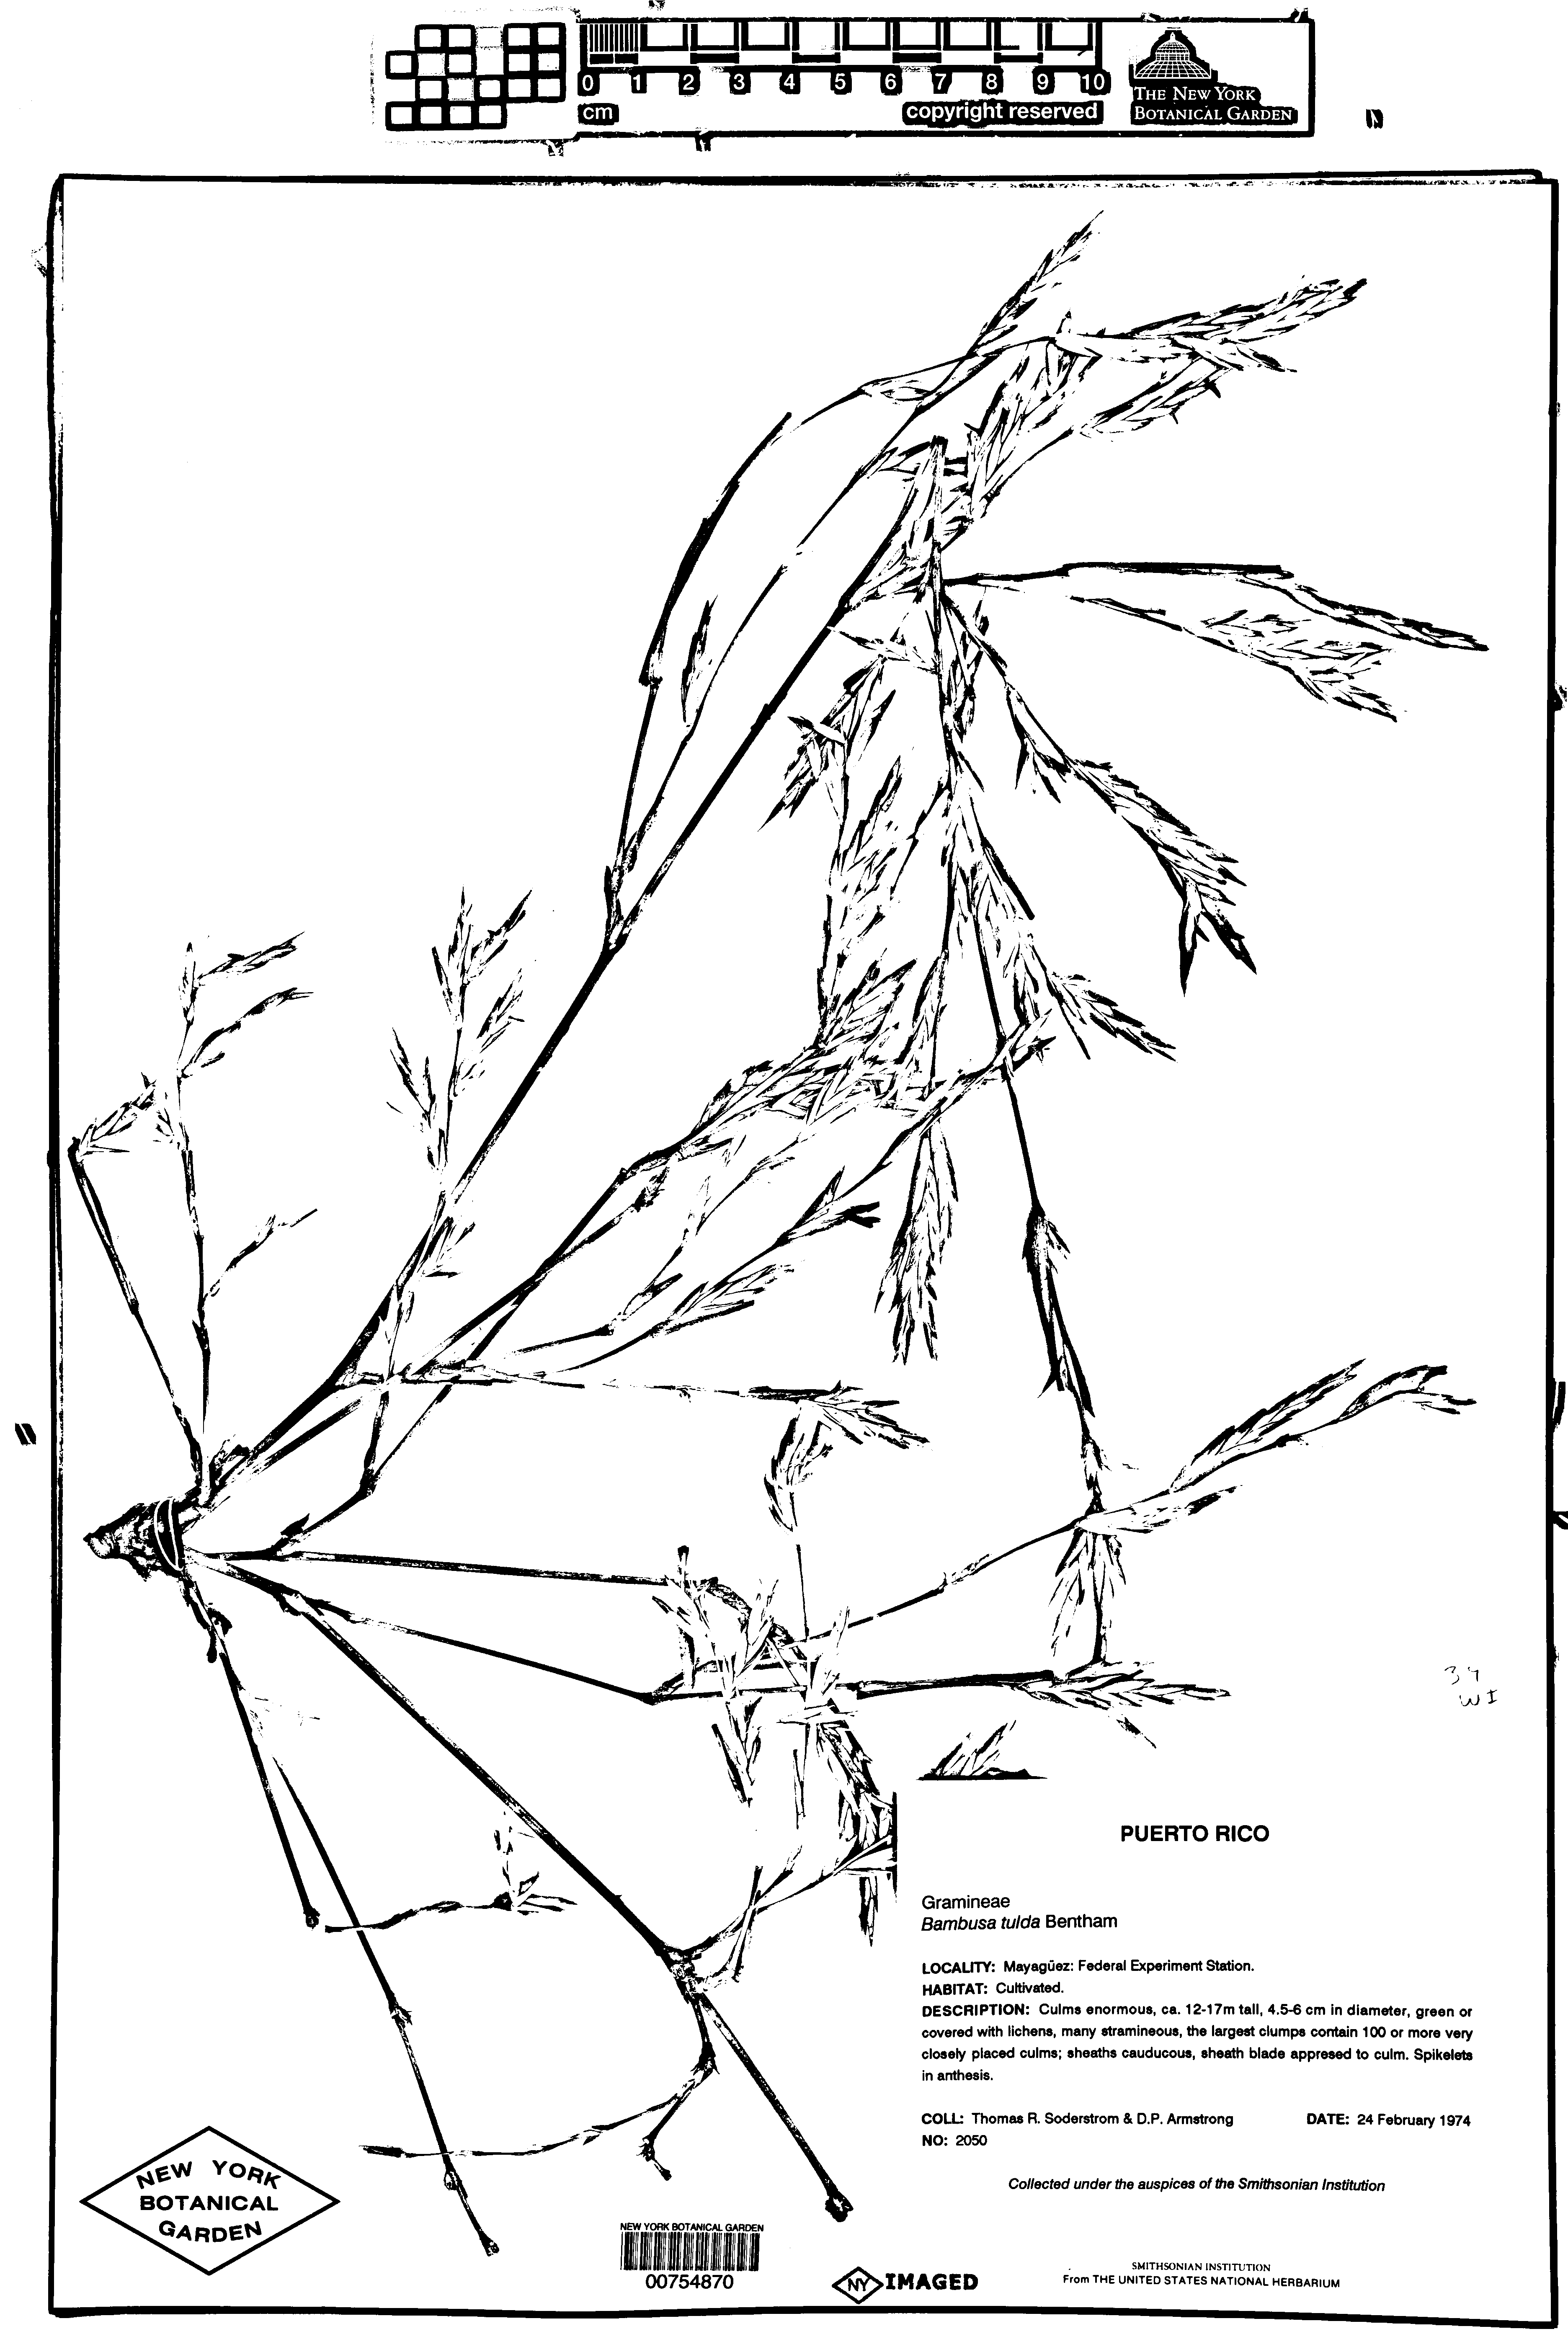 0 1 2 3 4 5 6 7 8 9 10
cm copyright reserved
THE NEW YORK
BOTANICAL GARDEN
37
WI
PUERTO RICO
Gramineae
Bambusa tulda Bentham
LOCALITY: Mayagüez: Federal Experiment Station.
HABITAT: Cultivated.
DESCRIPTION: Culms enormous, ca. 12-17m tall, 4.5-6 cm in diameter, green or
covered with lichens, many stramineous, the largest clumps contain 100 or more very
closely placed culms; sheaths cauducous, sheath blade appresed to culm. Spikelets
in anthesis.
COLL: Thomas R. Soderstrom & D.P. Armstrong DATE: 24 February 1974
NO: 2050
Collected under the auspices of the Smithsonian Institution
NEW YORK
BOTANICAL
GARDEN
NEW YORK BOTANICAL GARDEN
00754870
NY IMAGED
SMITHSONIAN INSTITUTION
From THE UNITED STATES NATIONAL HERBARIUM